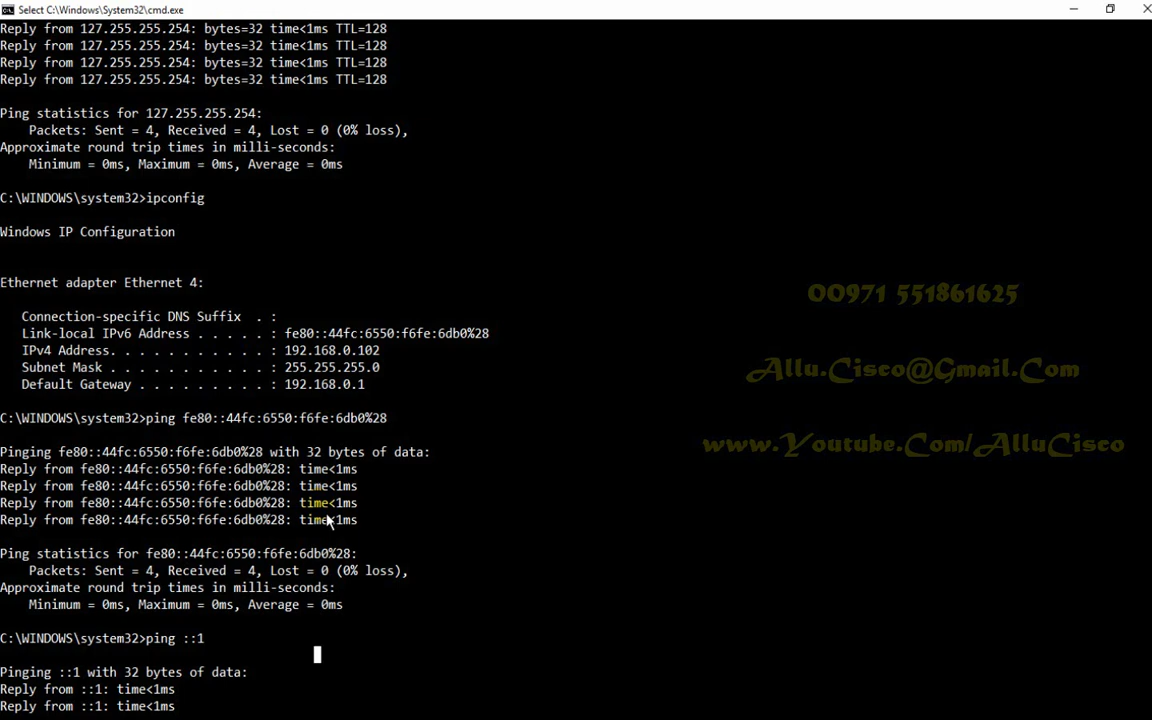 Select C:\Windows\System32\cmd.exe
Reply from 127.255.255.254: bytes=32 time<1ms TTL=128
Reply from 127.255.255.254: bytes=32 time<1ms TTL=128
Reply from 127.255.255.254: bytes=32 time<1ms TTL=128
Reply from 127.255.255.254: bytes=32 time<1ms TTL=128
Ping statistics for 127.255.255.254:
    Packets: Sent = 4, Received = 4, Lost = 0 (0% loss),
Approximate round trip times in milli-seconds:
    Minimum = 0ms, Maximum = 0ms, Average = 0ms
C:\WINDOWS\system32>ipconfig
Windows IP Configuration
Ethernet adapter Ethernet 4:
   Connection-specific DNS Suffix  . :
   Link-local IPv6 Address . . . . . : fe80::44fc:6550:f6fe:6db0%28
   IPv4 Address. . . . . . . . . . . : 192.168.0.102
   Subnet Mask . . . . . . . . . . . : 255.255.255.0
   Default Gateway . . . . . . . . . : 192.168.0.1
C:\WINDOWS\system32>ping fe80::44fc:6550:f6fe:6db0%28
Pinging fe80::44fc:6550:f6fe:6db0%28 with 32 bytes of data:
Reply from fe80::44fc:6550:f6fe:6db0%28: time<1ms
Reply from fe80::44fc:6550:f6fe:6db0%28: time<1ms
Reply from fe80::44fc:6550:f6fe:6db0%28: time<1ms
Reply from fe80::44fc:6550:f6fe:6db0%28: time<1ms
Ping statistics for fe80::44fc:6550:f6fe:6db0%28:
    Packets: Sent = 4, Received = 4, Lost = 0 (0% loss),
Approximate round trip times in milli-seconds:
    Minimum = 0ms, Maximum = 0ms, Average = 0ms
C:\WINDOWS\system32>ping ::1
Pinging ::1 with 32 bytes of data:
Reply from ::1: time<1ms
Reply from ::1: time<1ms
00971 551861625
Allu.Cisco@Gmail.Com
www.Youtube.Com/AlluCisco